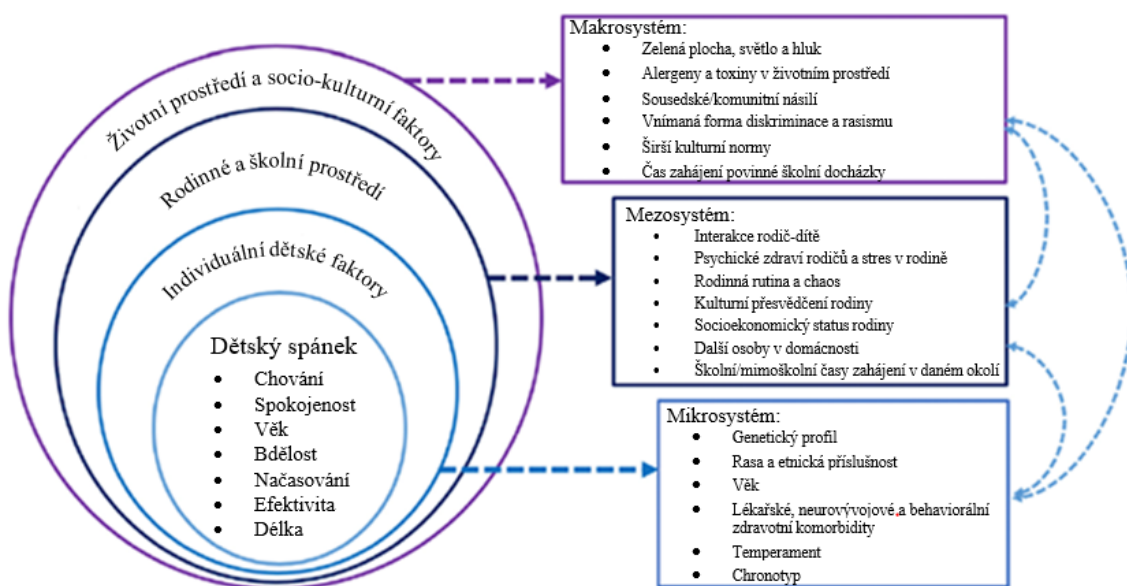 Životní prostředí a socio-kulturní faktory
Rodinné a školní prostředí
Individuální dětské faktory
Dětský spánek
• Chování
• Spokojenost
• Věk
• Bdělost
• Načasování
• Efektivita
• Délka
Makrosystém:
• Zelená plocha, světlo a hluk
• Alergeny a toxiny v životním prostředí
• Sousedské/komunitní násilí
• Vnímaná forma diskriminace a rasismu
• Širší kulturní normy
• Čas zahájení povinné školní docházky
Mezosystém:
• Interakce rodič-dítě
• Psychické zdraví rodičů a stres v rodině
• Rodinná rutina a chaos
• Kulturní přesvědčení rodiny
• Socioekonomický status rodiny
• Další osoby v domácnosti
• Školní/mimoškolní časy zahájení v daném okolí
Mikrosystém:
• Genetický profil
• Rasa a etnická příslušnost
• Věk
• Lékařské, neurovývojové,a behaviorální
zdravotní komorbidity
• Temperament
• Chronotyp